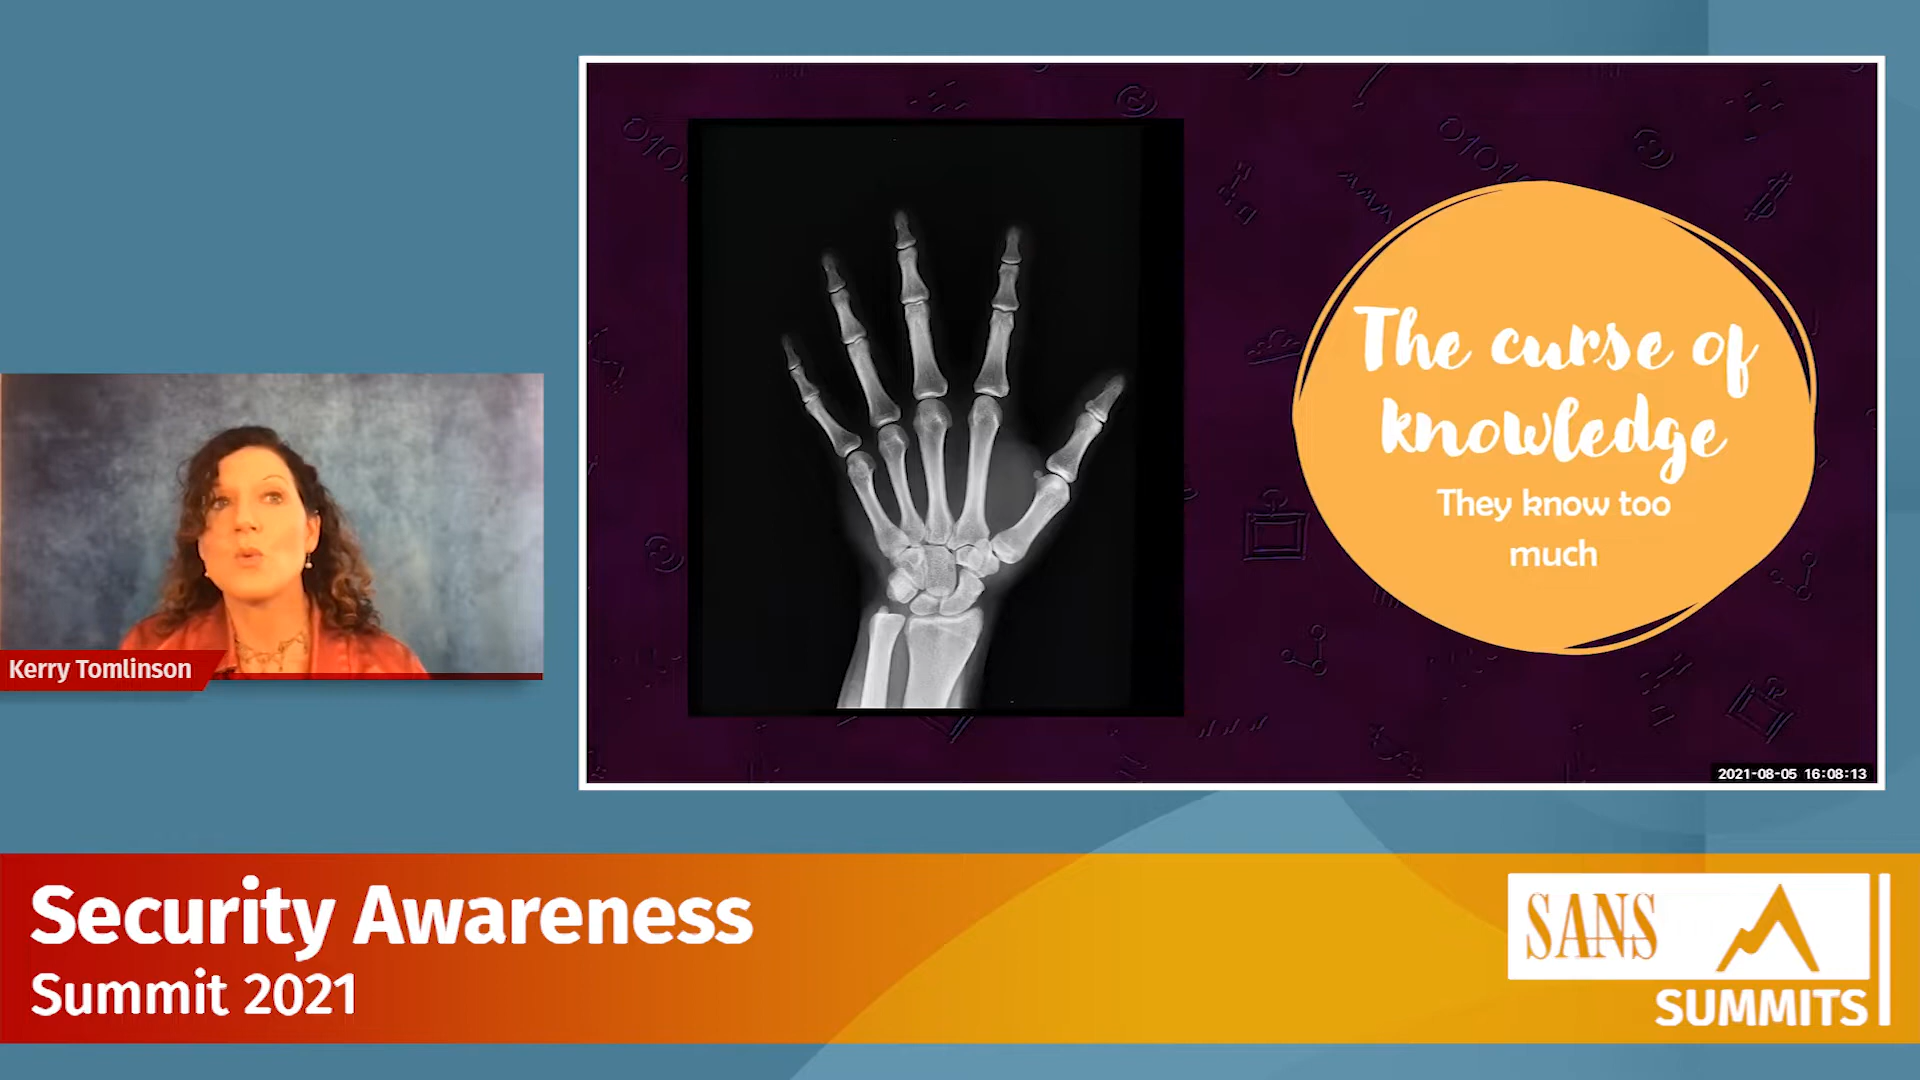 The curse of
knowledge
They know too
much
2021-08-05 16:08:13
Kerry Tomlinson
Security Awareness
Summit 2021
SANS
SUMMITS